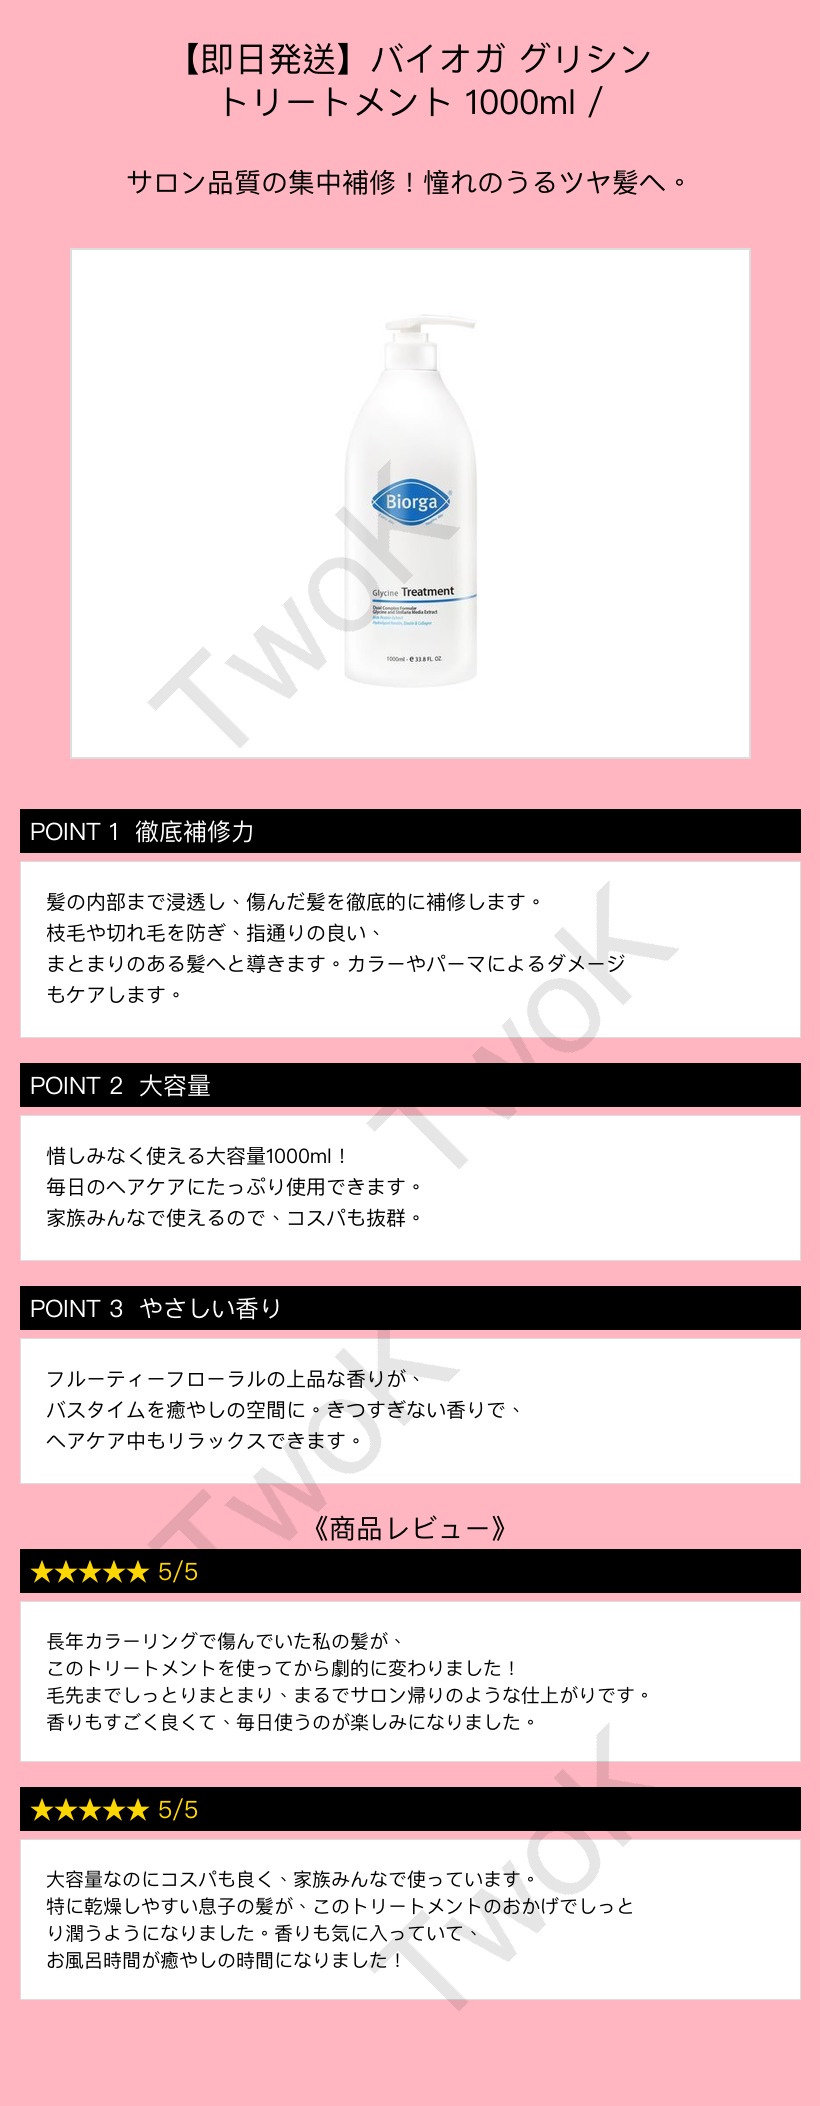 【即日発送】バイオガ グリシン
トリートメント 1000ml /
サロン品質の集中補修！憧れのうるツヤ髪へ。
Biorga
Glycine Treatment
Dual Complex Formular
Glycine and Stellaria Media Extract
Milk Protein Extract
Hydrolyzed Keratin, Elastin & Collagen
1000ml - e 33.8 FL. OZ.
TwoK
POINT 1 徹底補修力
髪の内部まで浸透し、傷んだ髪を徹底的に補修します。
枝毛や切れ毛を防ぎ、指通りの良い、
まとまりのある髪へと導きます。カラーやパーマによるダメージ
もケアします。
TwoK
POINT 2 大容量
惜しみなく使える大容量1000ml！
毎日のヘアケアにたっぷり使用できます。
家族みんなで使えるので、コスパも抜群。
POINT 3 やさしい香り
フルーティーフローラルの上品な香りが、
バスタイムを癒やしの空間に。きつすぎない香りで、
ヘアケア中もリラックスできます。
TwoK
《商品レビュー》
★★★★★ 5/5
長年カラーリングで傷んでいた私の髪が、
このトリートメントを使ってから劇的に変わりました！
毛先までしっとりまとまり、まるでサロン帰りのような仕上がりです。
香りもすごく良くて、毎日使うのが楽しみになりました。
★★★★★ 5/5
大容量なのにコスパも良く、家族みんなで使っています。
特に乾燥しやすい息子の髪が、このトリートメントのおかげでしっと
り潤うようになりました。香りも気に入っていて、
お風呂時間が癒やしの時間になりました！
TwoK